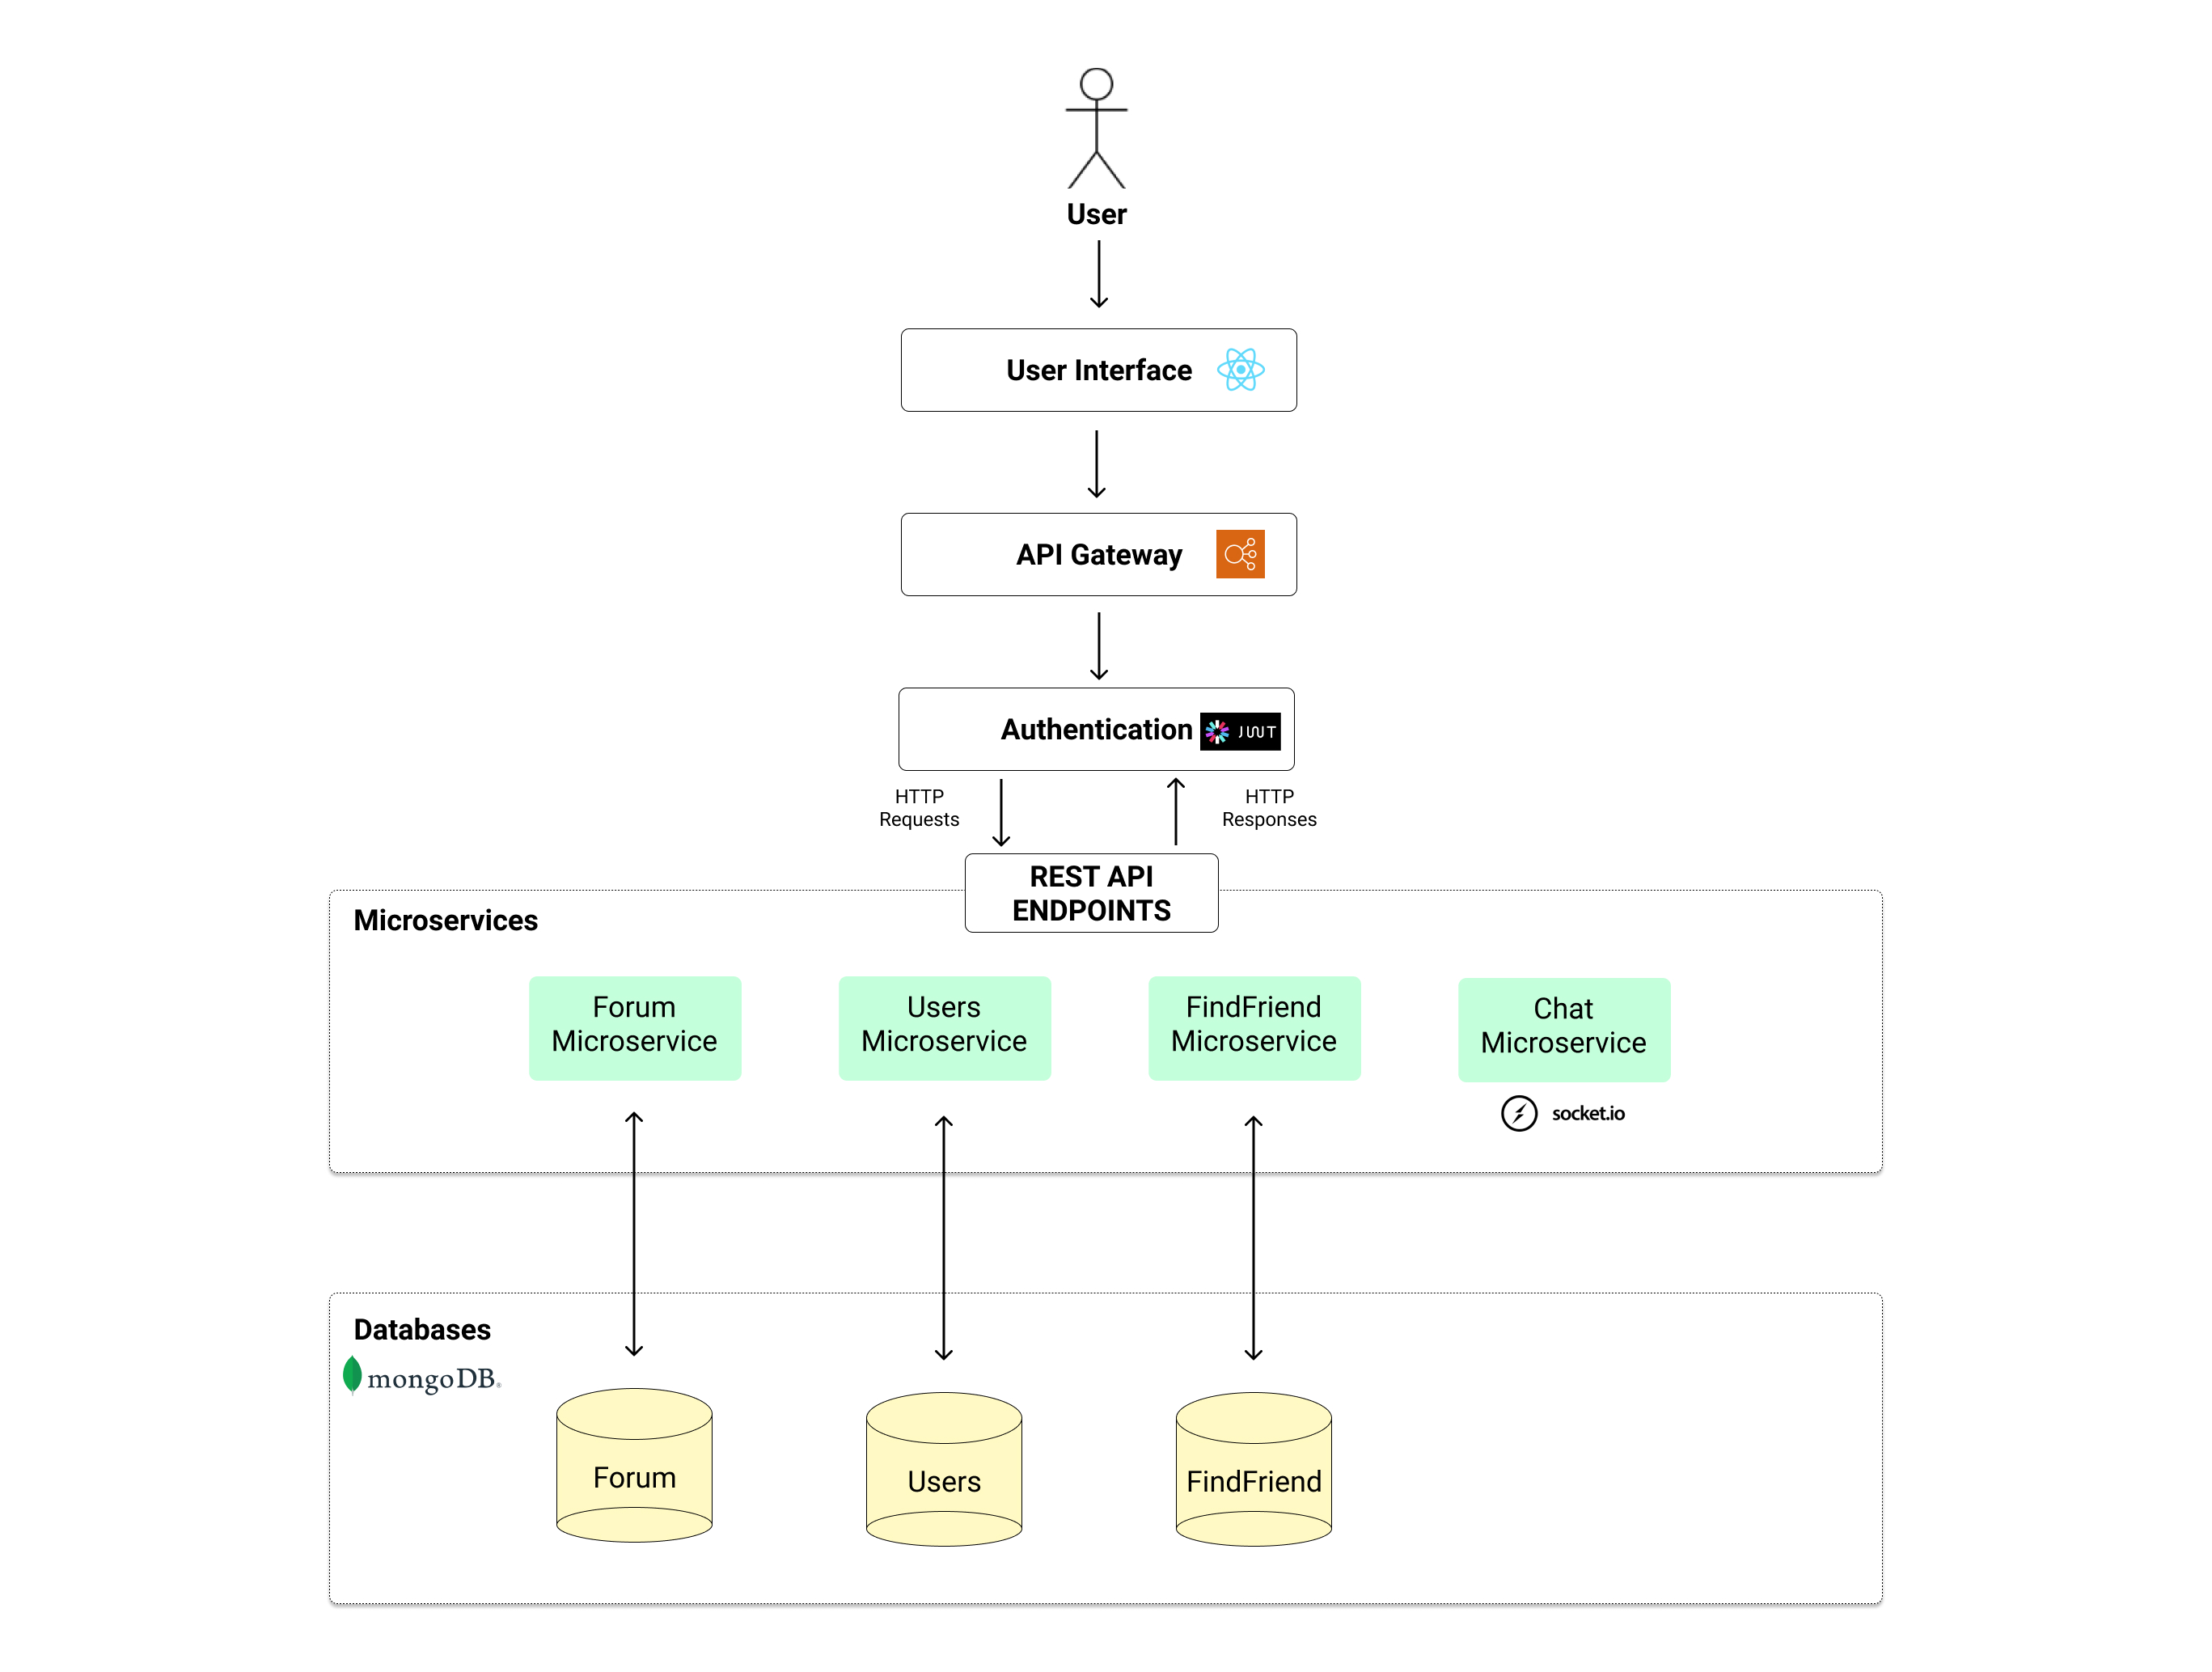 User
User Interface
API Gateway
Authentication
JWT
HTTP
Requests
HTTP
Responses
REST API
ENDPOINTS
Microservices
Forum
Microservice
Users
Microservice
FindFriend
Microservice
Chat
Microservice
socket.io
Databases
mongoDB®
Forum
Users
FindFriend